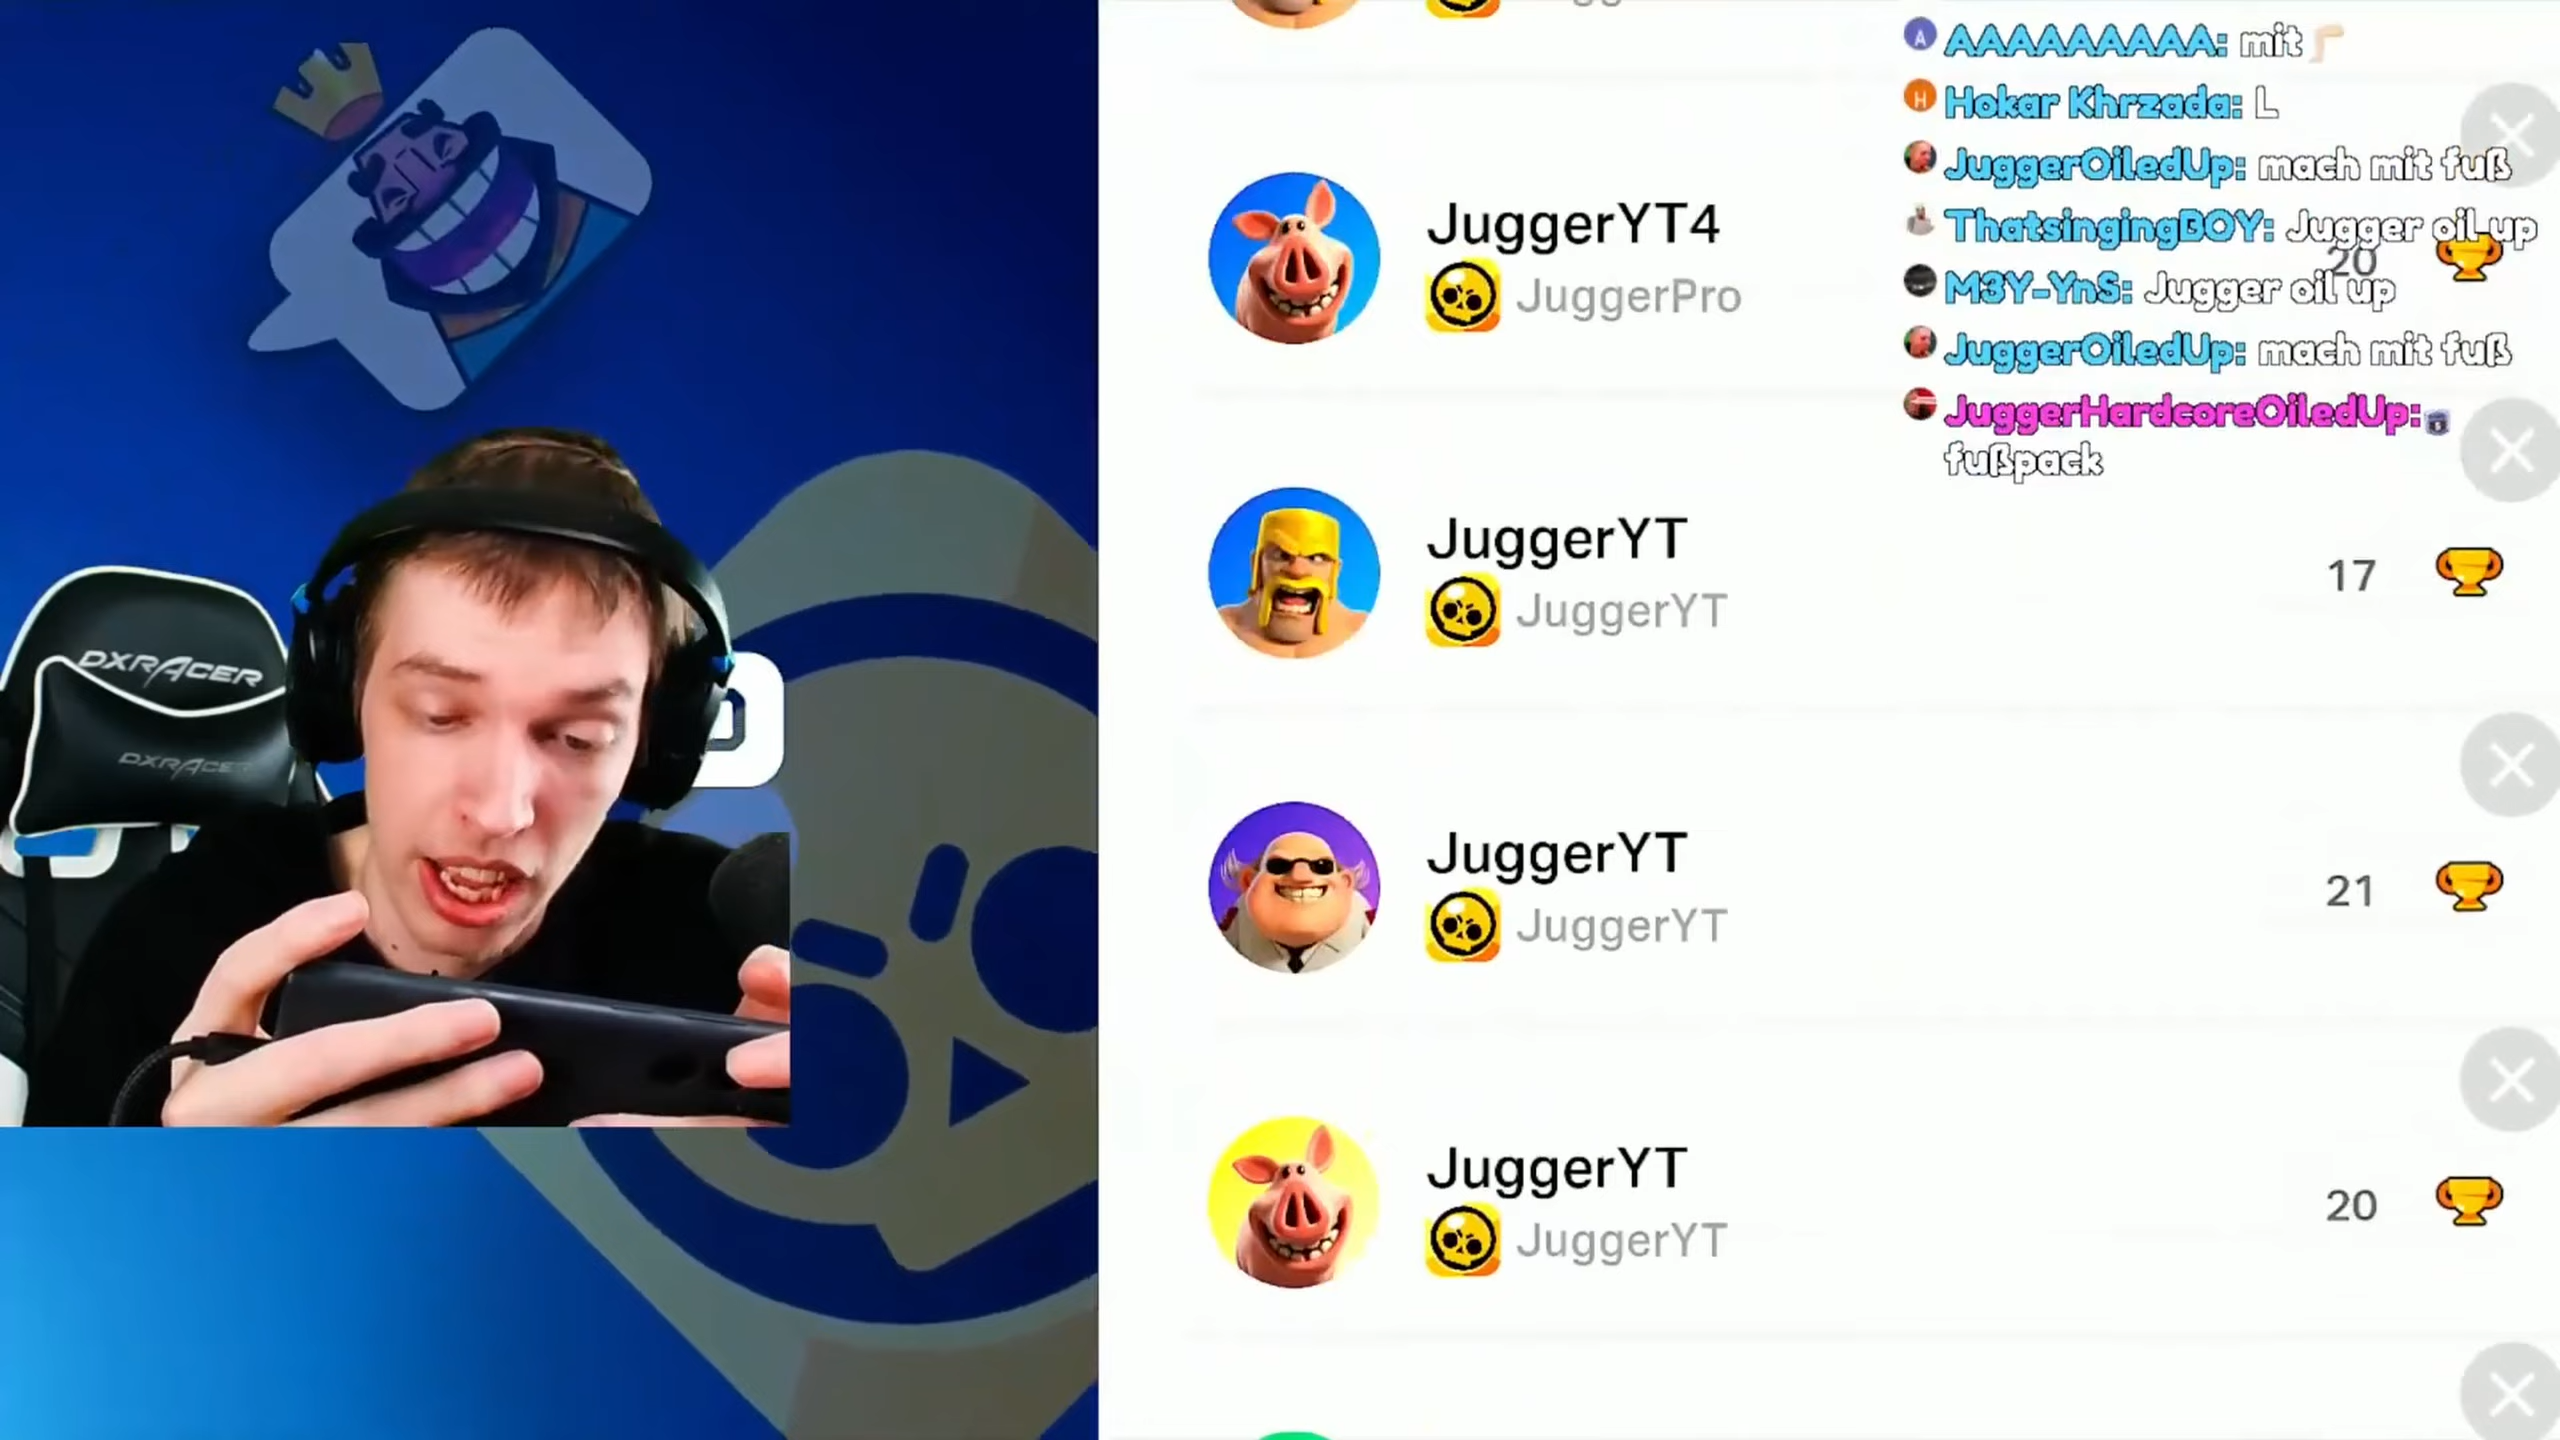 DXRACER
DXRACER
JuggerYT4
JuggerPro
20
JuggerYT
JuggerYT
17
JuggerYT
JuggerYT
21
JuggerYT
JuggerYT
20
A AAAAAAAAAA: mit
H Hokar Khrzada: L
JuggerOiledUp: mach mit fuß
ThatsingingBOY: Jugger oil up
M3Y-YnS: Jugger oil up
JuggerOiledUp: mach mit fuß
JuggerHardcoreOiledUp:
fußpack